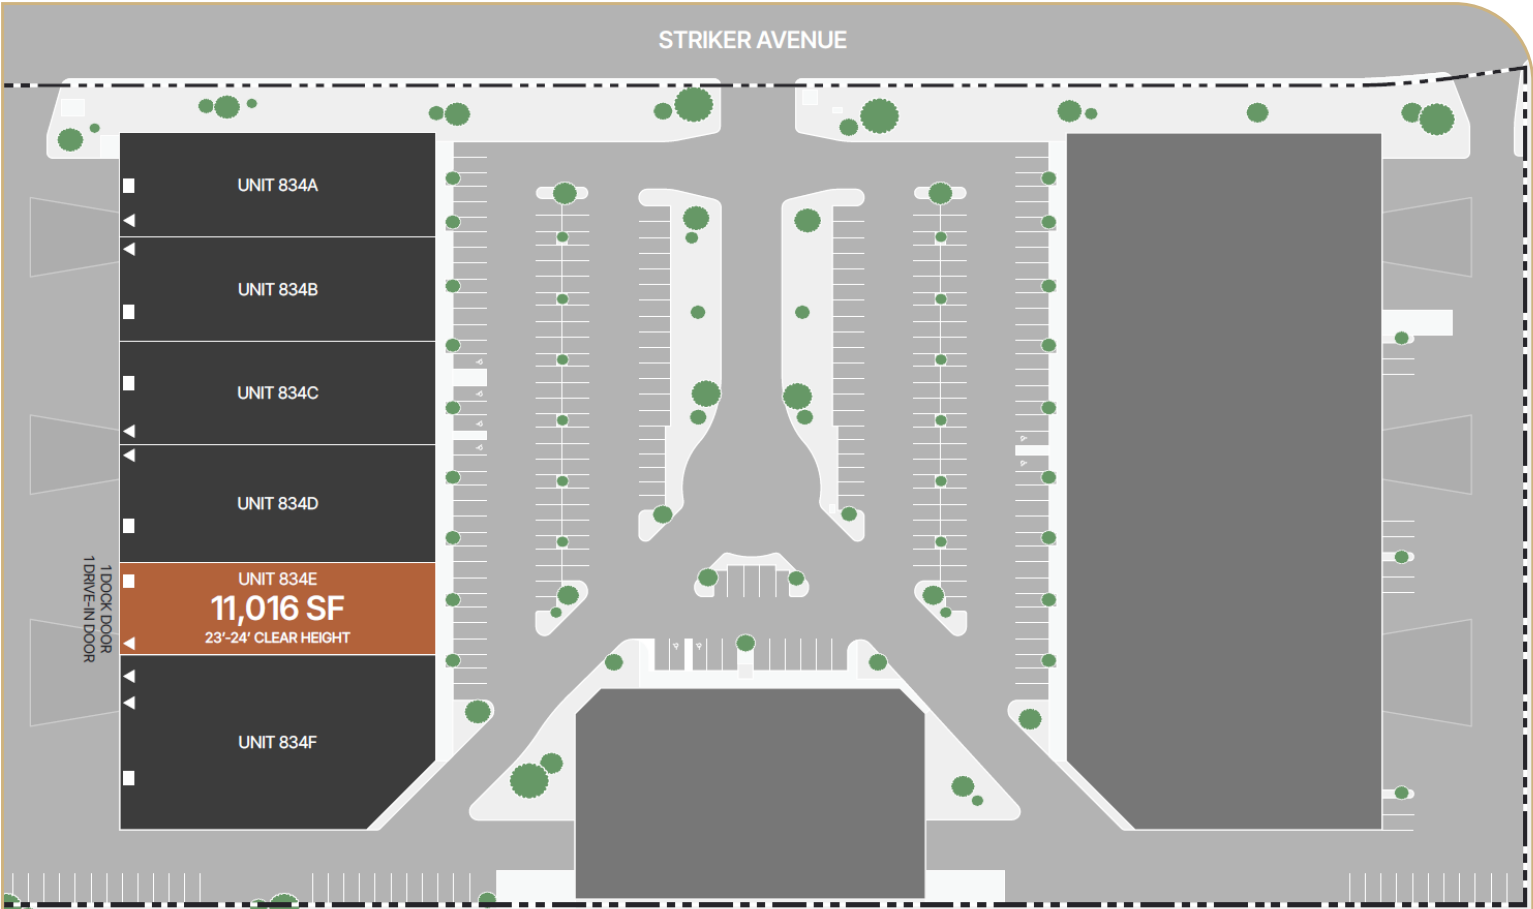 STRIKER AVENUE
UNIT 834A
UNIT 834B
UNIT 834C
UNIT 834D
1 DOCK DOOR
1 DRIVE-IN DOOR
UNIT 834E
11,016 SF
23'-24' CLEAR HEIGHT
UNIT 834F